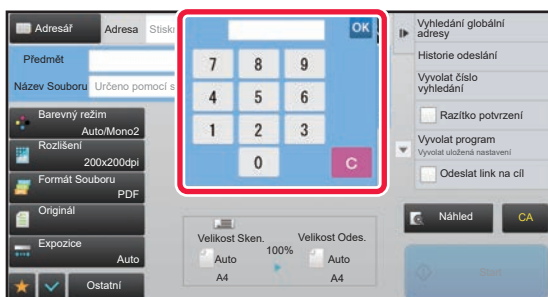 Adresář
Adresa
Předmět
Název Souboru
Určeno pomocí s
Barevný režim
Auto/Mono2
Rozlišení
200x200dpi
Formát Souboru
PDF
Originál
Expozice
Auto
Ostatní
OK
7 8 9
4 5 6
1 2 3
0 C
Velikost Sken.
100%
Velikost Odes.
Auto
A4
Auto
A4
Vyhledání globální
adresy
Historie odeslání
Vyvolat číslo
vyhledání
Razítko potvrzení
Vyvolat program
Vyvolat uložená nastavení
Odeslat link na cíl
Náhled
CA
Start